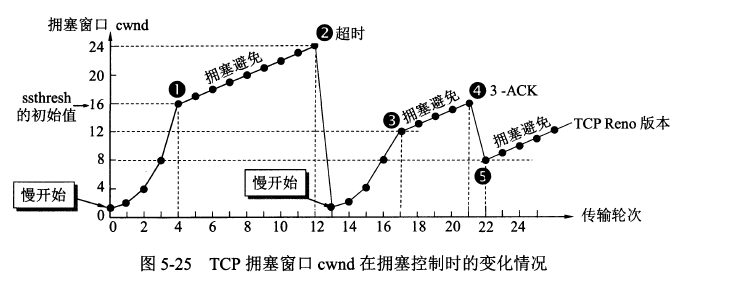 拥塞窗口 cwnd
24
20
16
12
8
4
0
ssthresh
的初始值
慢开始
❶
拥塞避免
❷超时
慢开始
❸
拥塞避免
❹ 3-ACK
拥塞避免
❺
TCP Reno 版本
0 2 4 6 8 10 12 14 16 18 20 22 24
传输轮次
图 5-25 TCP 拥塞窗口 cwnd 在拥塞控制时的变化情况